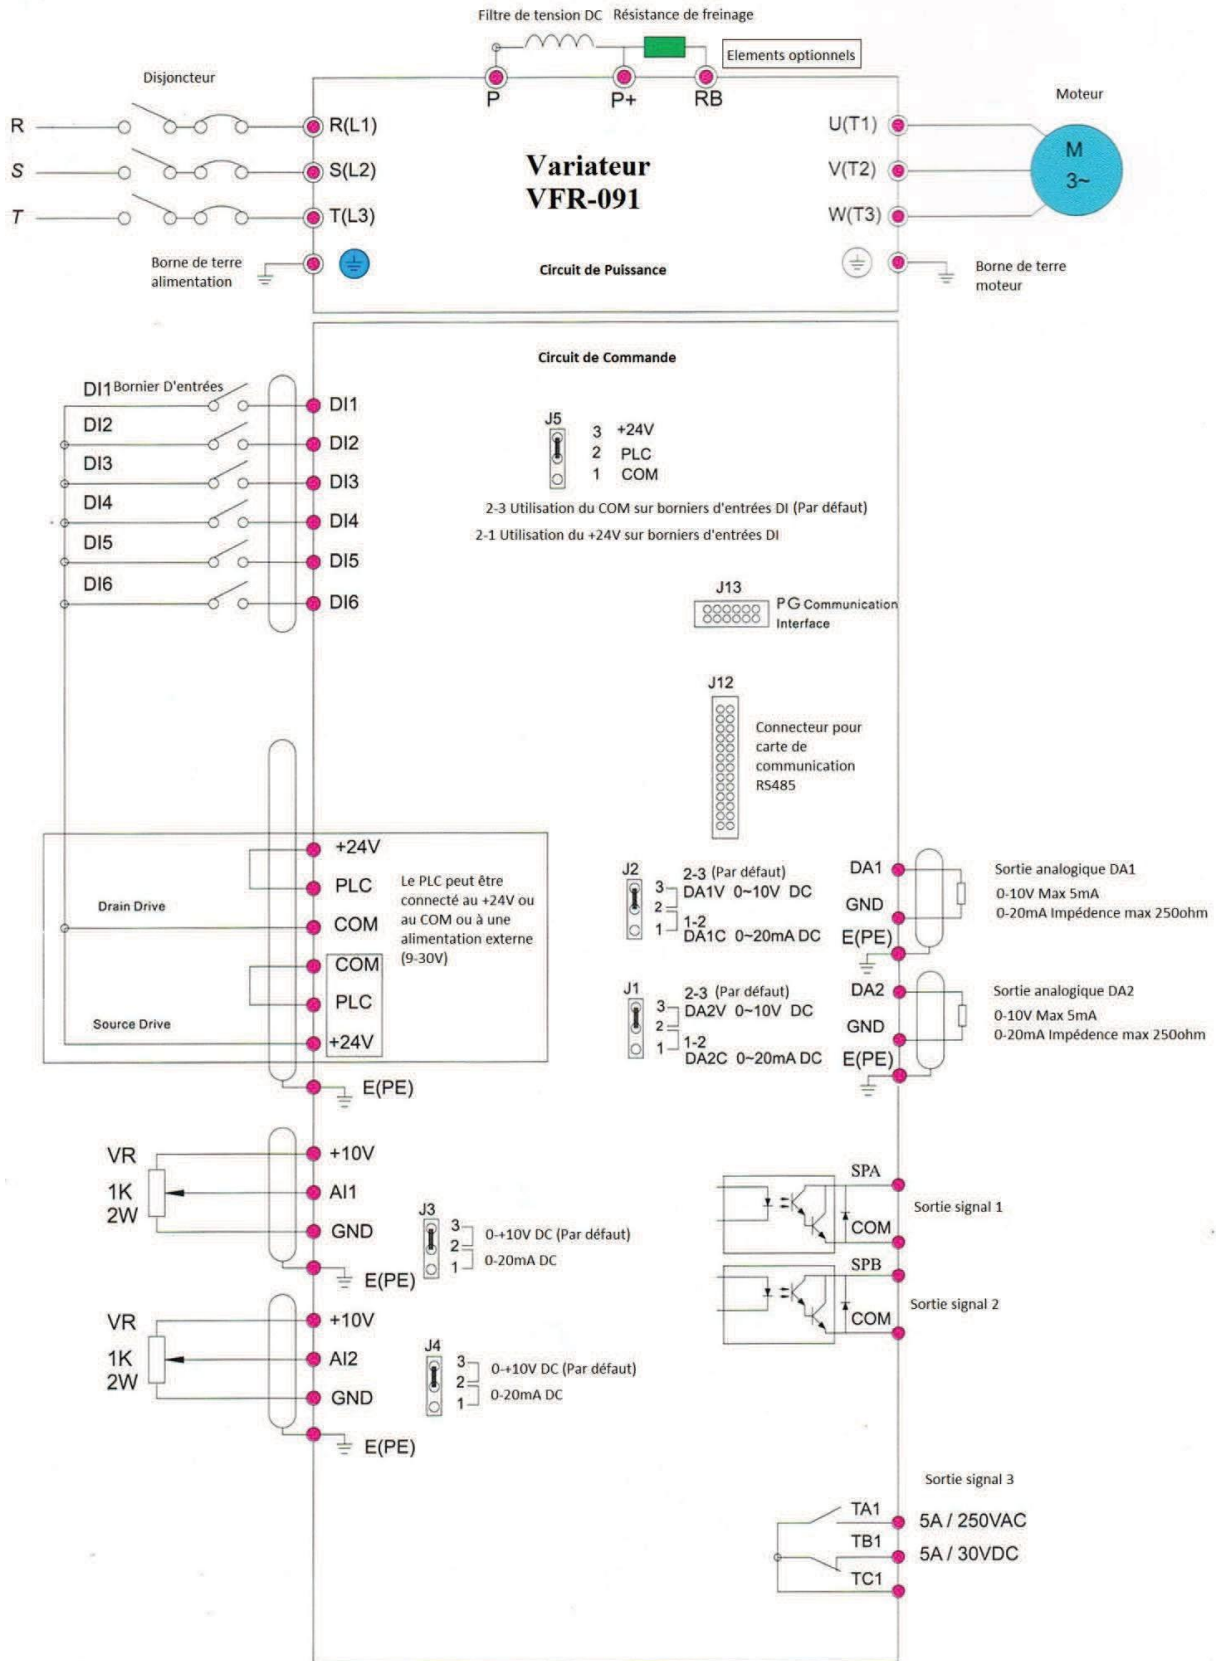 Filtre de tension DC Résistance de freinage
Elements optionnels
P P+ RB
Disjoncteur
Moteur
R R(L1)
S S(L2)
T T(L3)
Variateur
VFR-091
U(T1)
V(T2)
W(T3)
M
3~
Borne de terre
alimentation
Circuit de Puissance
Borne de terre
moteur
Circuit de Commande
DI1 Bornier D'entrées
DI1
DI2
DI2
DI3
DI3
DI4
DI4
DI5
DI5
DI6
DI6
J5
3 +24V
2 PLC
1 COM
2-3 Utilisation du COM sur borniers d'entrées DI (Par défaut)
2-1 Utilisation du +24V sur borniers d'entrées DI
J13
PG Communication
Interface
J12
Connecteur pour
carte de
communication
RS485
+24V
PLC
COM
Drain Drive
Le PLC peut être
connecté au +24V ou
au COM ou à une
alimentation externe
(9-30V)
COM
PLC
+24V
Source Drive
E(PE)
J2
3
2
1
2-3 (Par défaut)
DA1V 0~10V DC
1-2
DA1C 0~20mA DC
DA1
GND
E(PE)
Sortie analogique DA1
0-10V Max 5mA
0-20mA Impédence max 250ohm
J1
3
2
1
2-3 (Par défaut)
DA2V 0~10V DC
1-2
DA2C 0~20mA DC
DA2
GND
E(PE)
Sortie analogique DA2
0-10V Max 5mA
0-20mA Impédence max 250ohm
VR
1K
2W
+10V
AI1
GND
E(PE)
J3
3
2
1
0-+10V DC (Par défaut)
0-20mA DC
SPA
COM
Sortie signal 1
SPB
COM
Sortie signal 2
VR
1K
2W
+10V
AI2
GND
E(PE)
J4
3
2
1
0-+10V DC (Par défaut)
0-20mA DC
Sortie signal 3
TA1 5A / 250VAC
TB1 5A / 30VDC
TC1